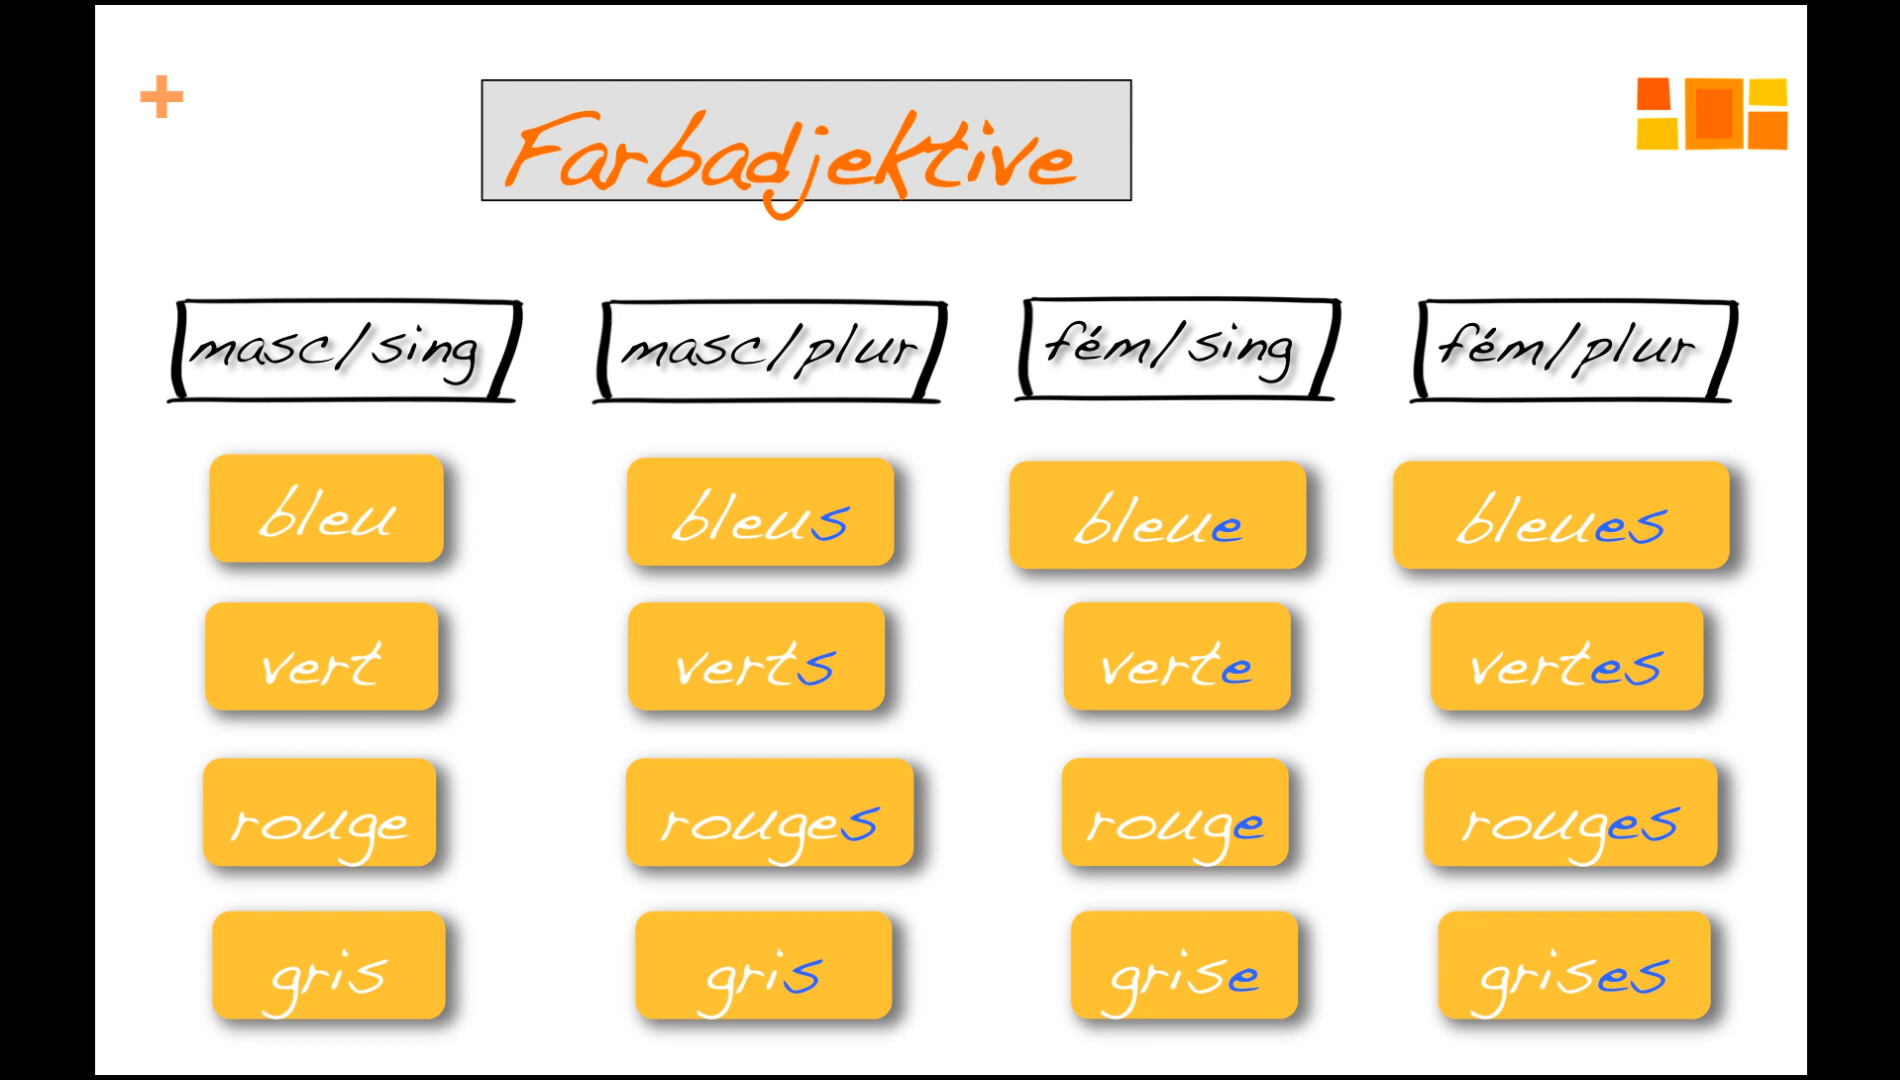 +
Farbadjektive
masc/sing masc/plur fém/sing fém/plur
bleu bleus bleue bleues
vert verts verte vertes
rouge rouges rouge rouges
gris gris grise grises